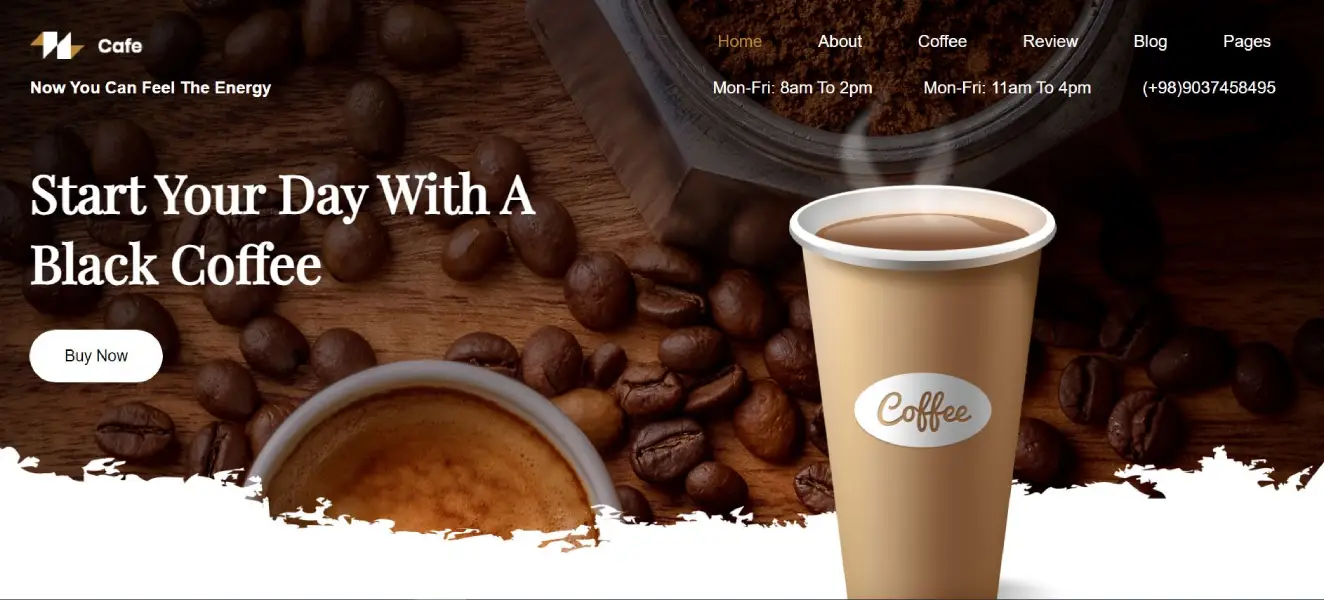 Cafe
Home About Coffee Review Blog Pages
Now You Can Feel The Energy
Mon-Fri: 8am To 2pm Mon-Fri: 11am To 4pm (+98)9037458495
Start Your Day With A
Black Coffee
Buy Now
Coffee